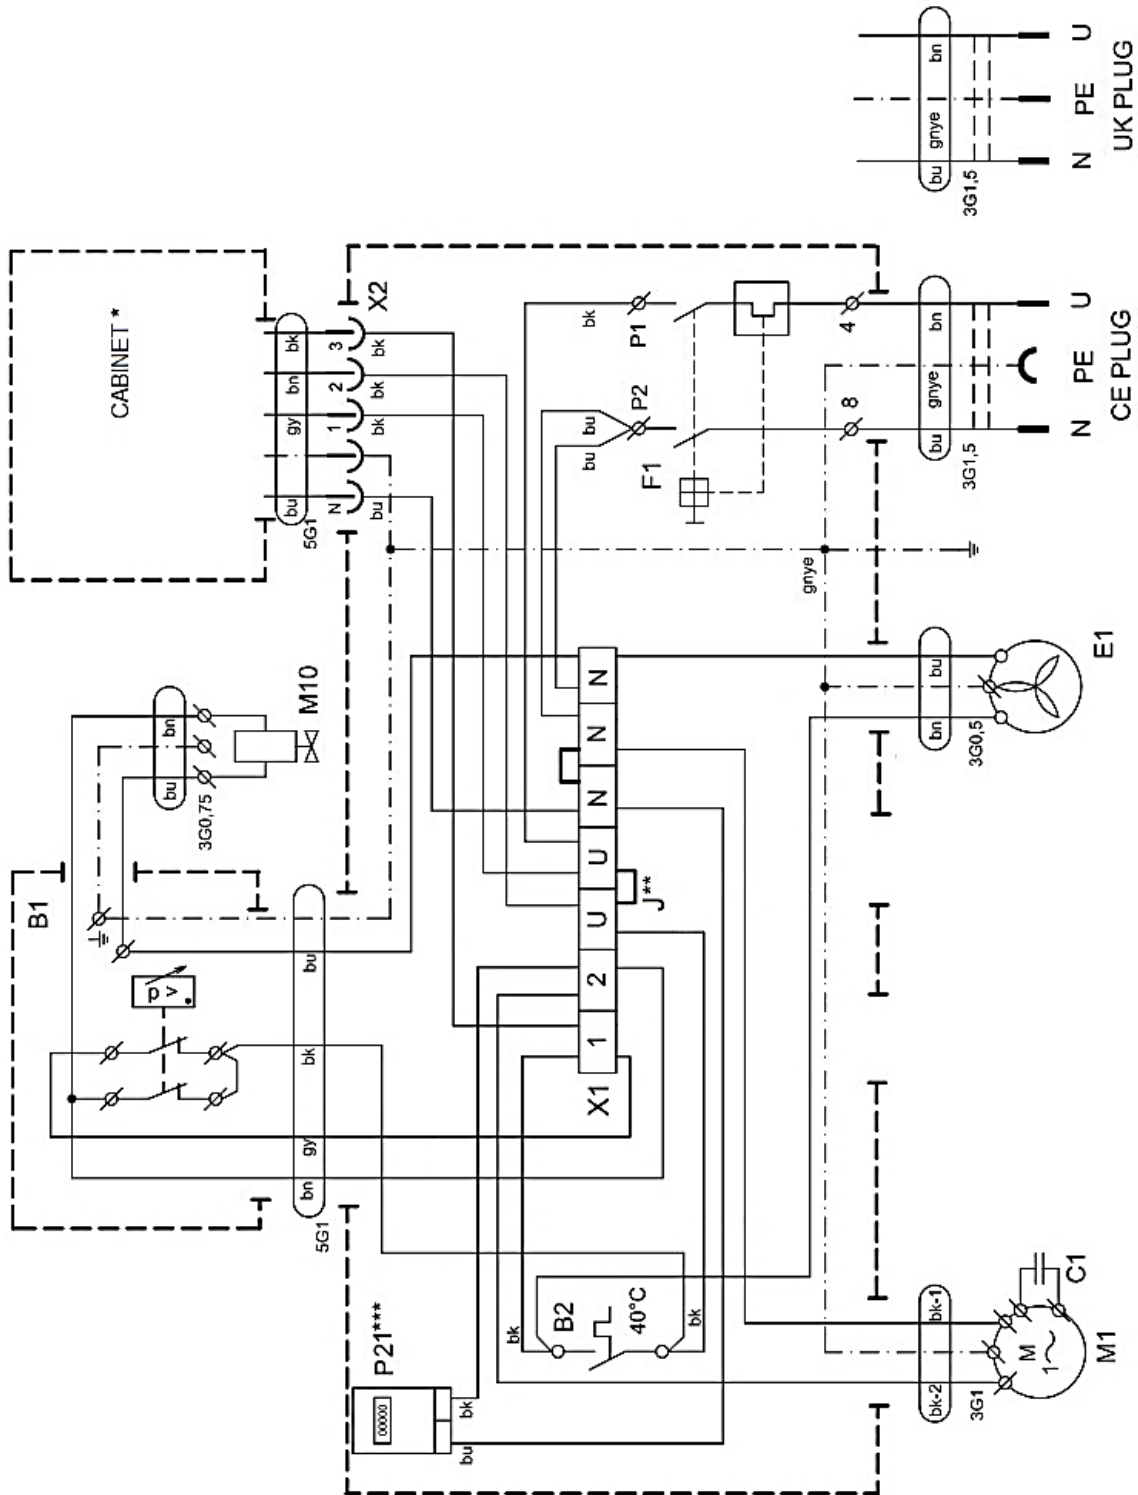 bn
U
gnye
PE
bu
N
3G1,5
UK PLUG
CABINET *
bk
bn
gy
bu
5G1
3
2
1
N
X2
bk
bk
bk
bu
bk
P1
bu
bu
P2
F1
4
8
bn
gnye
bu
3G1,5
U
PE
N
CE PLUG
gnye
bn
bu
3G0,75
M10
B1
P
V
bu
bk
gy
bn
5G1
N
N
N
U
U
2
1
X1
J**
bu
bn
3G0,5
E1
P21***
00000
bk
bu
bk
B2
40°C
bk
bk-1
bk-2
3G1
M
1~
M1
C1